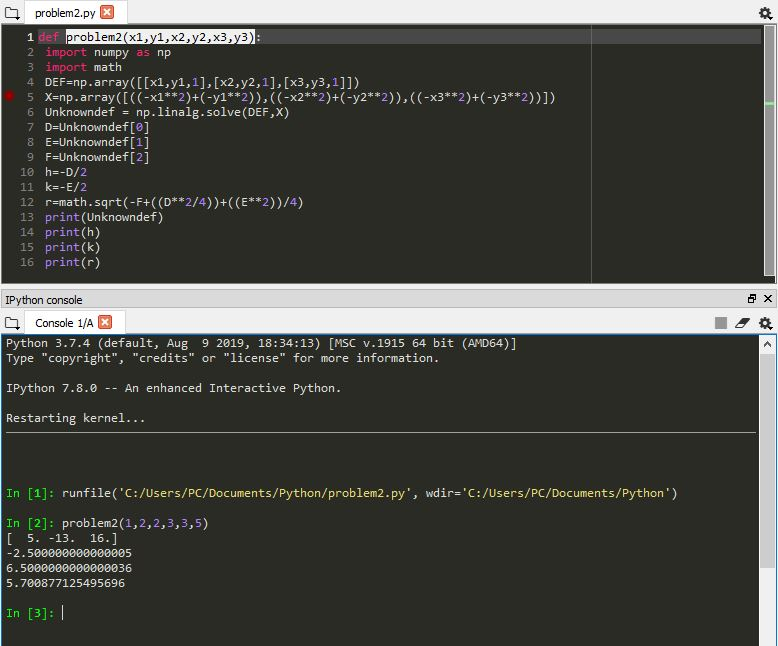 problem2.py
1 def problem2(x1,y1,x2,y2,x3,y3):
2 import numpy as np
3 import math
4 DEF=np.array([[x1,y1,1],[x2,y2,1],[x3,y3,1]])
5 X=np.array([((-x1**2)+(-y1**2)),((-x2**2)+(-y2**2)),((-x3**2)+(-y3**2))])
6 Unknowndef = np.linalg.solve(DEF,X)
7 D=Unknowndef[0]
8 E=Unknowndef[1]
9 F=Unknowndef[2]
10 h=-D/2
11 k=-E/2
12 r=math.sqrt(-F+((D**2/4))+((E**2))/4)
13 print(Unknowndef)
14 print(h)
15 print(k)
16 print(r)
IPython console
Console 1/A
Python 3.7.4 (default, Aug  9 2019, 18:34:13) [MSC v.1915 64 bit (AMD64)]
Type "copyright", "credits" or "license" for more information.
IPython 7.8.0 -- An enhanced Interactive Python.
Restarting kernel...
In [1]: runfile('C:/Users/PC/Documents/Python/problem2.py', wdir='C:/Users/PC/Documents/Python')
In [2]: problem2(1,2,2,3,3,5)
[  5. -13.  16.]
-2.500000000000005
6.5000000000000036
5.700877125495696
In [3]: